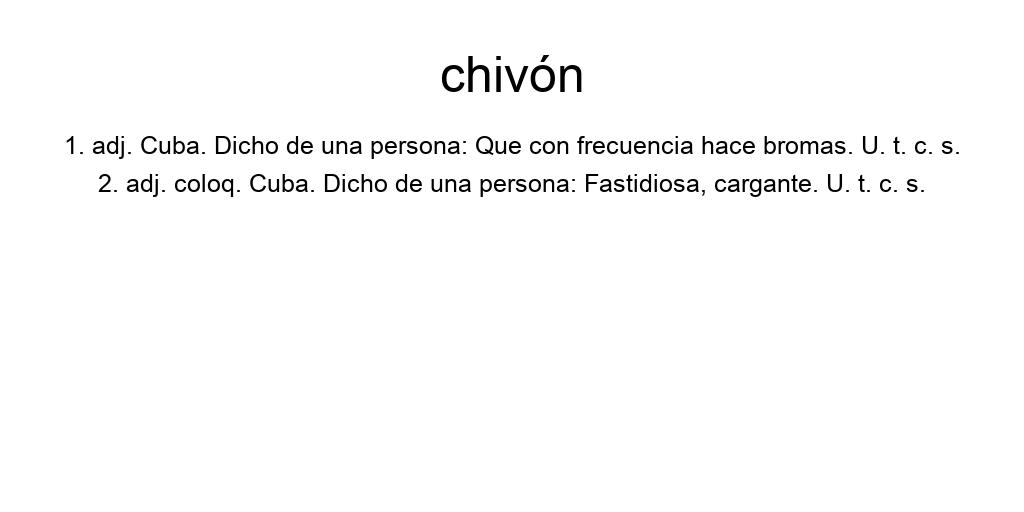 chivón
1. adj. Cuba. Dicho de una persona: Que con frecuencia hace bromas. U. t. c. s.
2. adj. coloq. Cuba. Dicho de una persona: Fastidiosa, cargante. U. t. c. s.